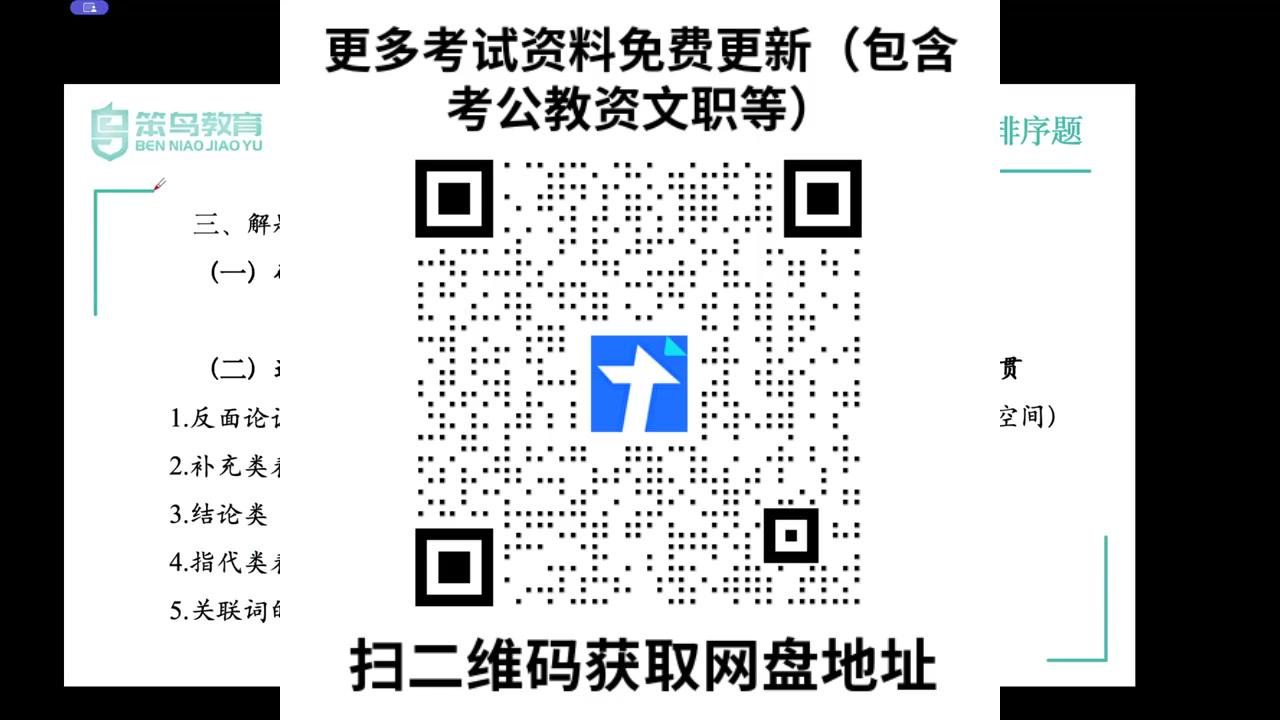 更多考试资料免费更新（包含
考公教资文职等）
笨鸟教育
BEN NIAO JIAO YU
排序题
三、解
（一）
（二）
贯
1.反面论
空间）
2.补充类
3.结论类
4.指代类
5.关联词
扫二维码获取网盘地址